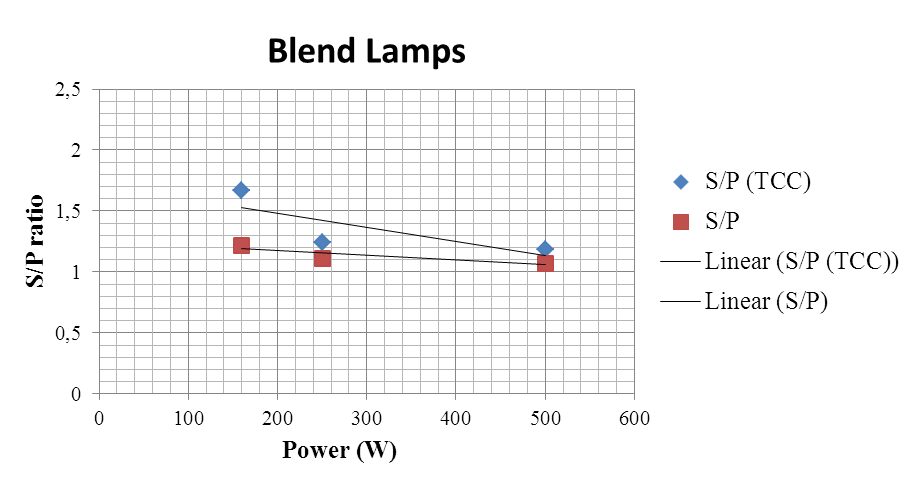 Blend Lamps
2,5
2
1,5
1
0,5
0
0 100 200 300 400 500 600
S/P ratio
Power (W)
S/P (TCC)
S/P
Linear (S/P (TCC))
Linear (S/P)